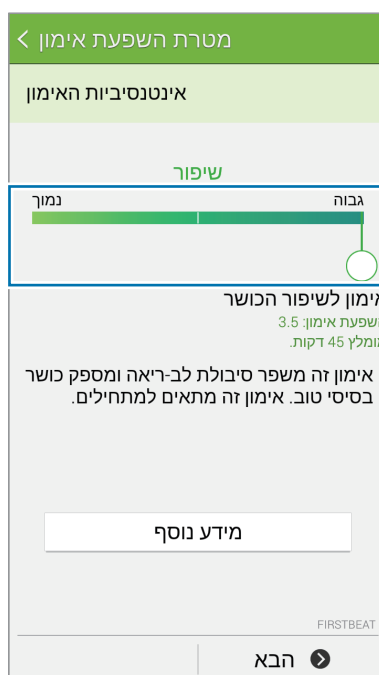 מטרת השפעת אימון
אינטנסיביות האימון
שיפור
גבוה נמוך
אימון לשיפור הכושר
השפעת אימון: 3.5
מומלץ 45 דקות.
אימון זה משפר סיבולת לב-ריאה ומספק כושר
בסיסי טוב. אימון זה מתאים למתחילים.
מידע נוסף
FIRSTBEAT
הבא